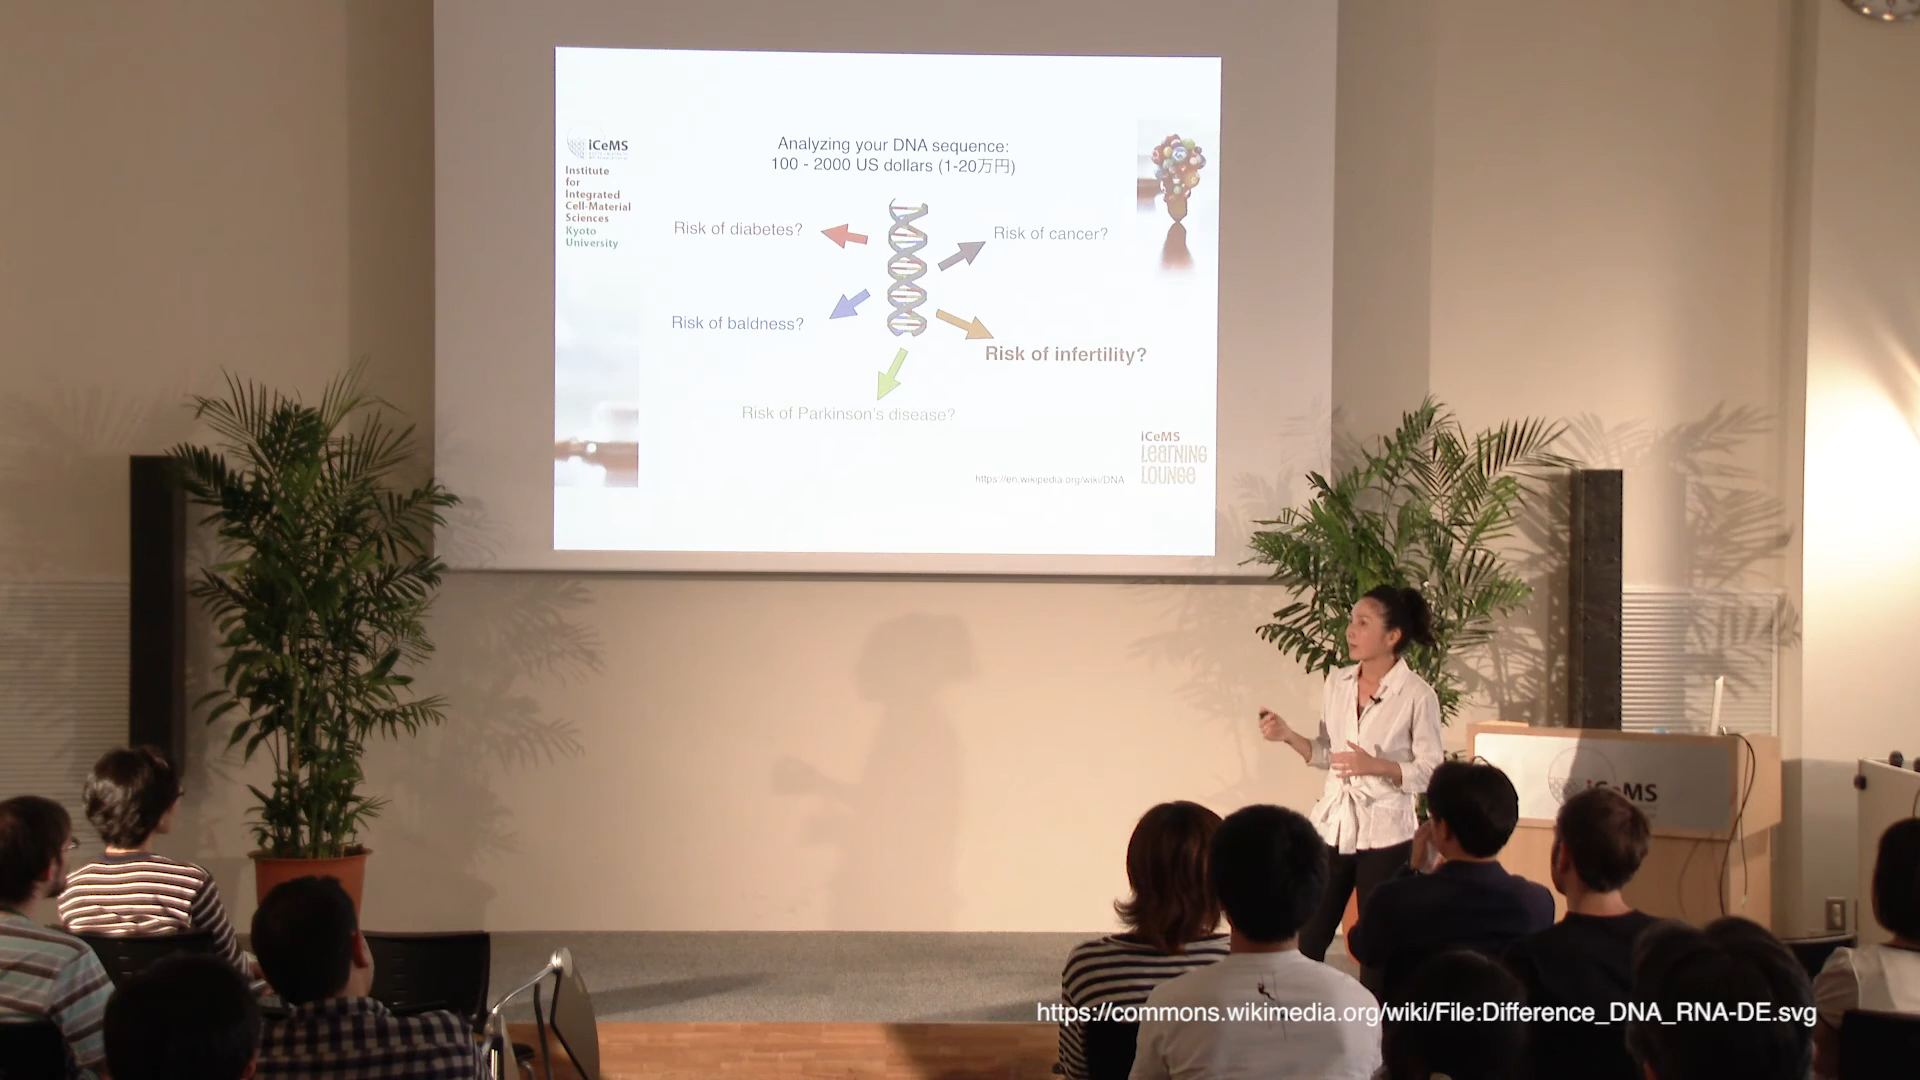 iCeMS
Institute
for
Integrated
Cell-Material
Sciences
Kyoto
University
Analyzing your DNA sequence:
100 - 2000 US dollars (1-20万円)
Risk of diabetes?
Risk of cancer?
Risk of baldness?
Risk of infertility?
Risk of Parkinson's disease?
iCeMS
LeaRNING
LOUNGe
https://en.wikipedia.org/wiki/DNA
iCeMS
https://commons.wikimedia.org/wiki/File:Difference_DNA_RNA-DE.svg